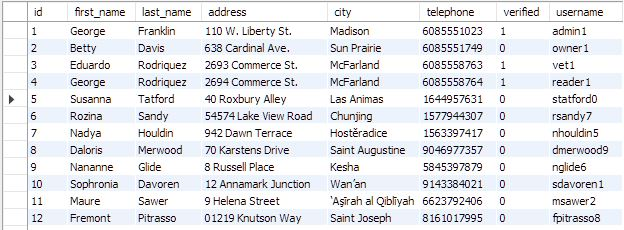 id first_name last_name address city telephone verified username
1 George Franklin 110 W. Liberty St. Madison 6085551023 1 admin1
2 Betty Davis 638 Cardinal Ave. Sun Prairie 6085551749 0 owner1
3 Eduardo Rodriquez 2693 Commerce St. McFarland 6085558763 1 vet1
4 George Rodriquez 2694 Commerce St. McFarland 6085558764 1 reader1
5 Susanna Tatford 40 Roxbury Alley Las Animas 1644957631 0 statford0
6 Rozina Sandy 54574 Lake View Road Chunjing 1577944307 0 rsandy7
7 Nadya Houldin 942 Dawn Terrace Hostěradice 1563397417 0 nhouldin5
8 Daloris Merwood 70 Karstens Drive Saint Augustine 9046977357 0 dmerwood9
9 Nananne Glide 8 Russell Place Kesha 5845397879 0 nglide6
10 Sophronia Davoren 12 Annamark Junction Wan’an 9143384021 0 sdavoren1
11 Maure Sawer 9 Helena Street ‘Aşīrah al Qiblīyah 6623792406 0 msawer2
12 Fremont Pitrasso 01219 Knutson Way Saint Joseph 8161017995 0 fpitrasso8